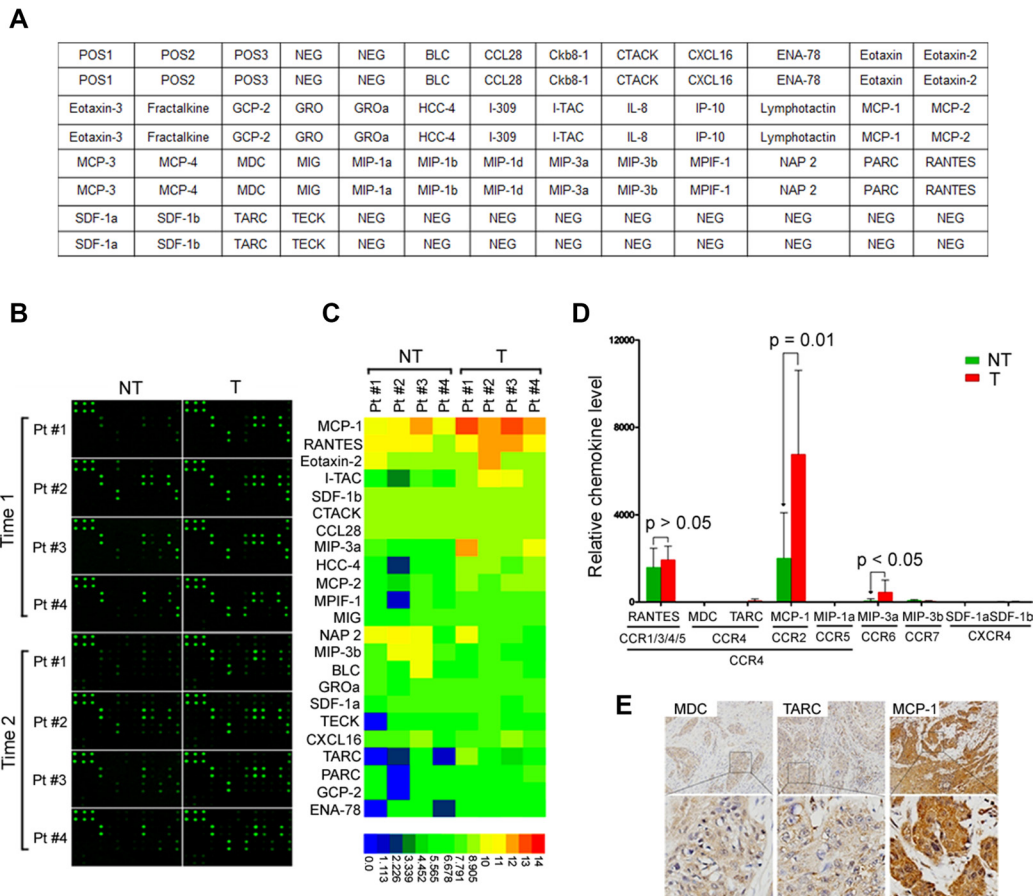 A
POS1 POS2 POS3 NEG NEG BLC CCL28 Ckb8-1 CTACK CXCL16 ENA-78 Eotaxin Eotaxin-2
POS1 POS2 POS3 NEG NEG BLC CCL28 Ckb8-1 CTACK CXCL16 ENA-78 Eotaxin Eotaxin-2
Eotaxin-3 Fractalkine GCP-2 GRO GROa HCC-4 I-309 I-TAC IL-8 IP-10 Lymphotactin MCP-1 MCP-2
Eotaxin-3 Fractalkine GCP-2 GRO GROa HCC-4 I-309 I-TAC IL-8 IP-10 Lymphotactin MCP-1 MCP-2
MCP-3 MCP-4 MDC MIG MIP-1a MIP-1b MIP-1d MIP-3a MIP-3b MPIF-1 NAP 2 PARC RANTES
MCP-3 MCP-4 MDC MIG MIP-1a MIP-1b MIP-1d MIP-3a MIP-3b MPIF-1 NAP 2 PARC RANTES
SDF-1a SDF-1b TARC TECK NEG NEG NEG NEG NEG NEG NEG NEG NEG
SDF-1a SDF-1b TARC TECK NEG NEG NEG NEG NEG NEG NEG NEG NEG
B
NT T
Time 1
Pt #1
Pt #2
Pt #3
Pt #4
Time 2
Pt #1
Pt #2
Pt #3
Pt #4
C
NT T
Pt #1 Pt #2 Pt #3 Pt #4 Pt #1 Pt #2 Pt #3 Pt #4
MCP-1
RANTES
Eotaxin-2
I-TAC
SDF-1b
CTACK
CCL28
MIP-3a
HCC-4
MCP-2
MPIF-1
MIG
NAP 2
MIP-3b
BLC
GROa
SDF-1a
TECK
CXCL16
TARC
PARC
GCP-2
ENA-78
0.0 1.113 2.226 3.339 4.452 5.565 6.678 7.791 8.905 10 11 12 13 14
D
Relative chemokine level
12000
8000
4000
0
p > 0.05
p = 0.01
p < 0.05
NT
T
RANTES MDC TARC MCP-1 MIP-1a MIP-3a MIP-3b SDF-1a SDF-1b
CCR1/3/4/5 CCR4 CCR2 CCR5 CCR6 CCR7 CXCR4
CCR4
E
MDC TARC MCP-1